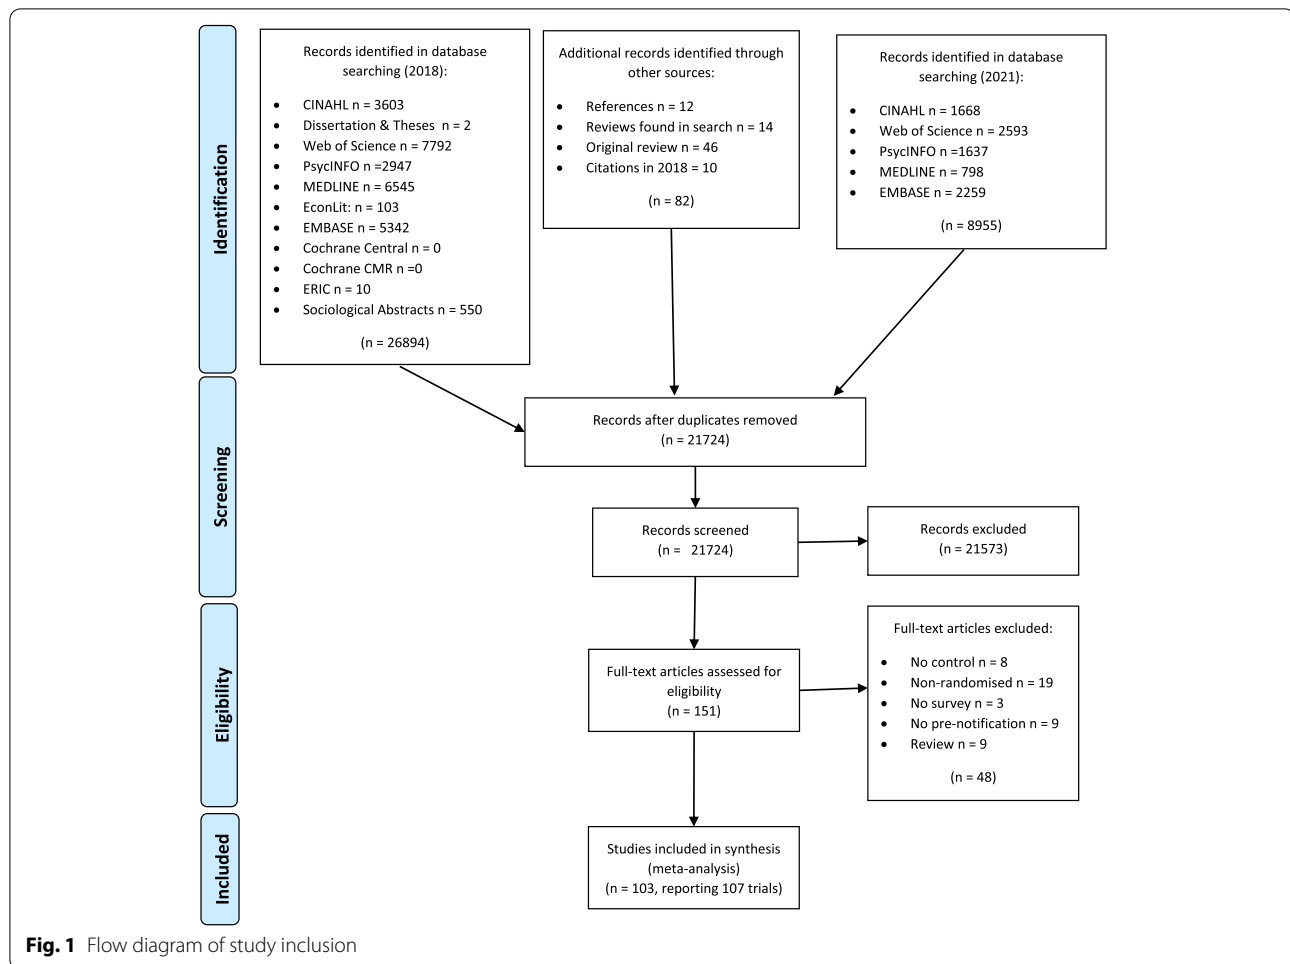 Identification
Records identified in database
searching (2018):
• CINAHL n = 3603
• Dissertation & Theses n = 2
• Web of Science n = 7792
• PsycINFO n =2947
• MEDLINE n = 6545
• EconLit: n = 103
• EMBASE n = 5342
• Cochrane Central n = 0
• Cochrane CMR n =0
• ERIC n = 10
• Sociological Abstracts n = 550
(n = 26894)
Additional records identified through
other sources:
• References n = 12
• Reviews found in search n = 14
• Original review n = 46
• Citations in 2018 = 10
(n = 82)
Records identified in database
searching (2021):
• CINAHL n = 1668
• Web of Science n = 2593
• PsycINFO n =1637
• MEDLINE n = 798
• EMBASE n = 2259
(n = 8955)
Screening
Records after duplicates removed
(n = 21724)
Records screened
(n = 21724)
Records excluded
(n = 21573)
Eligibility
Full-text articles assessed for
eligibility
(n = 151)
Full-text articles excluded:
• No control n = 8
• Non-randomised n = 19
• No survey n = 3
• No pre-notification n = 9
• Review n = 9
(n = 48)
Included
Studies included in synthesis
(meta-analysis)
(n = 103, reporting 107 trials)
Fig. 1 Flow diagram of study inclusion